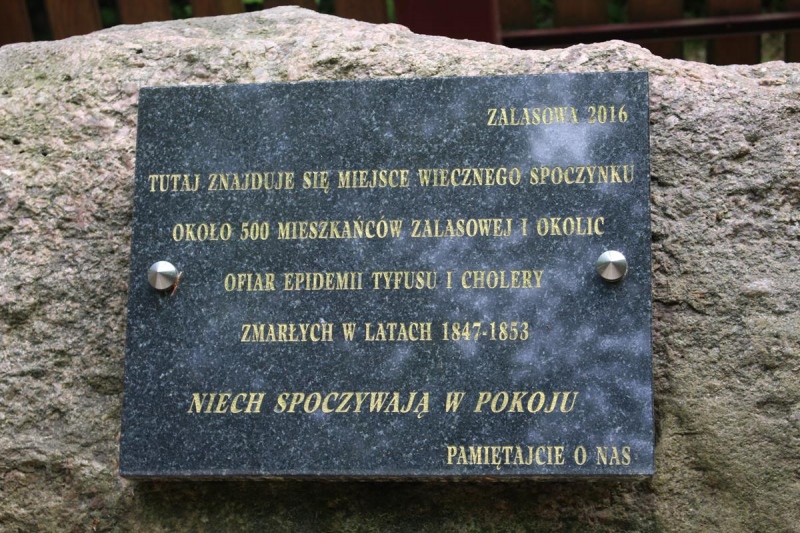 ZALASOWA 2016
TUTAJ ZNAJDUJE SIĘ MIEJSCE WIECZNEGO SPOCZYNKU
OKOŁO 500 MIESZKAŃCÓW ZALASOWEJ I OKOLIC
OFIAR EPIDEMII TYFUSU I CHOLERY
ZMARŁYCH W LATACH 1847-1853
NIECH SPOCZYWAJĄ W POKOJU
PAMIĘTAJCIE O NAS